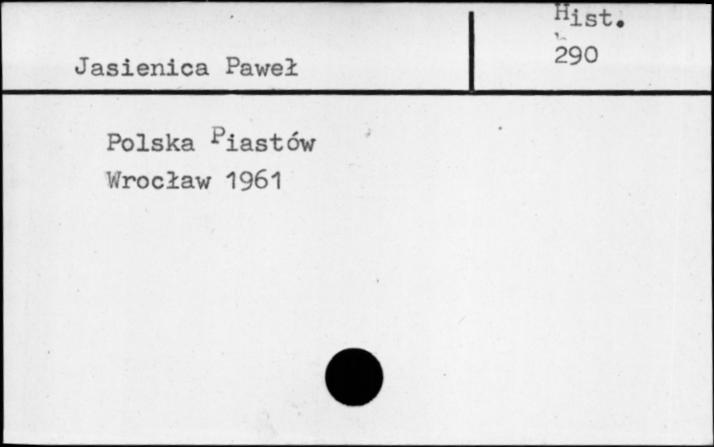 Jasienica Paweł
Hist.
290
Polska Piastów
Wrocław 1961